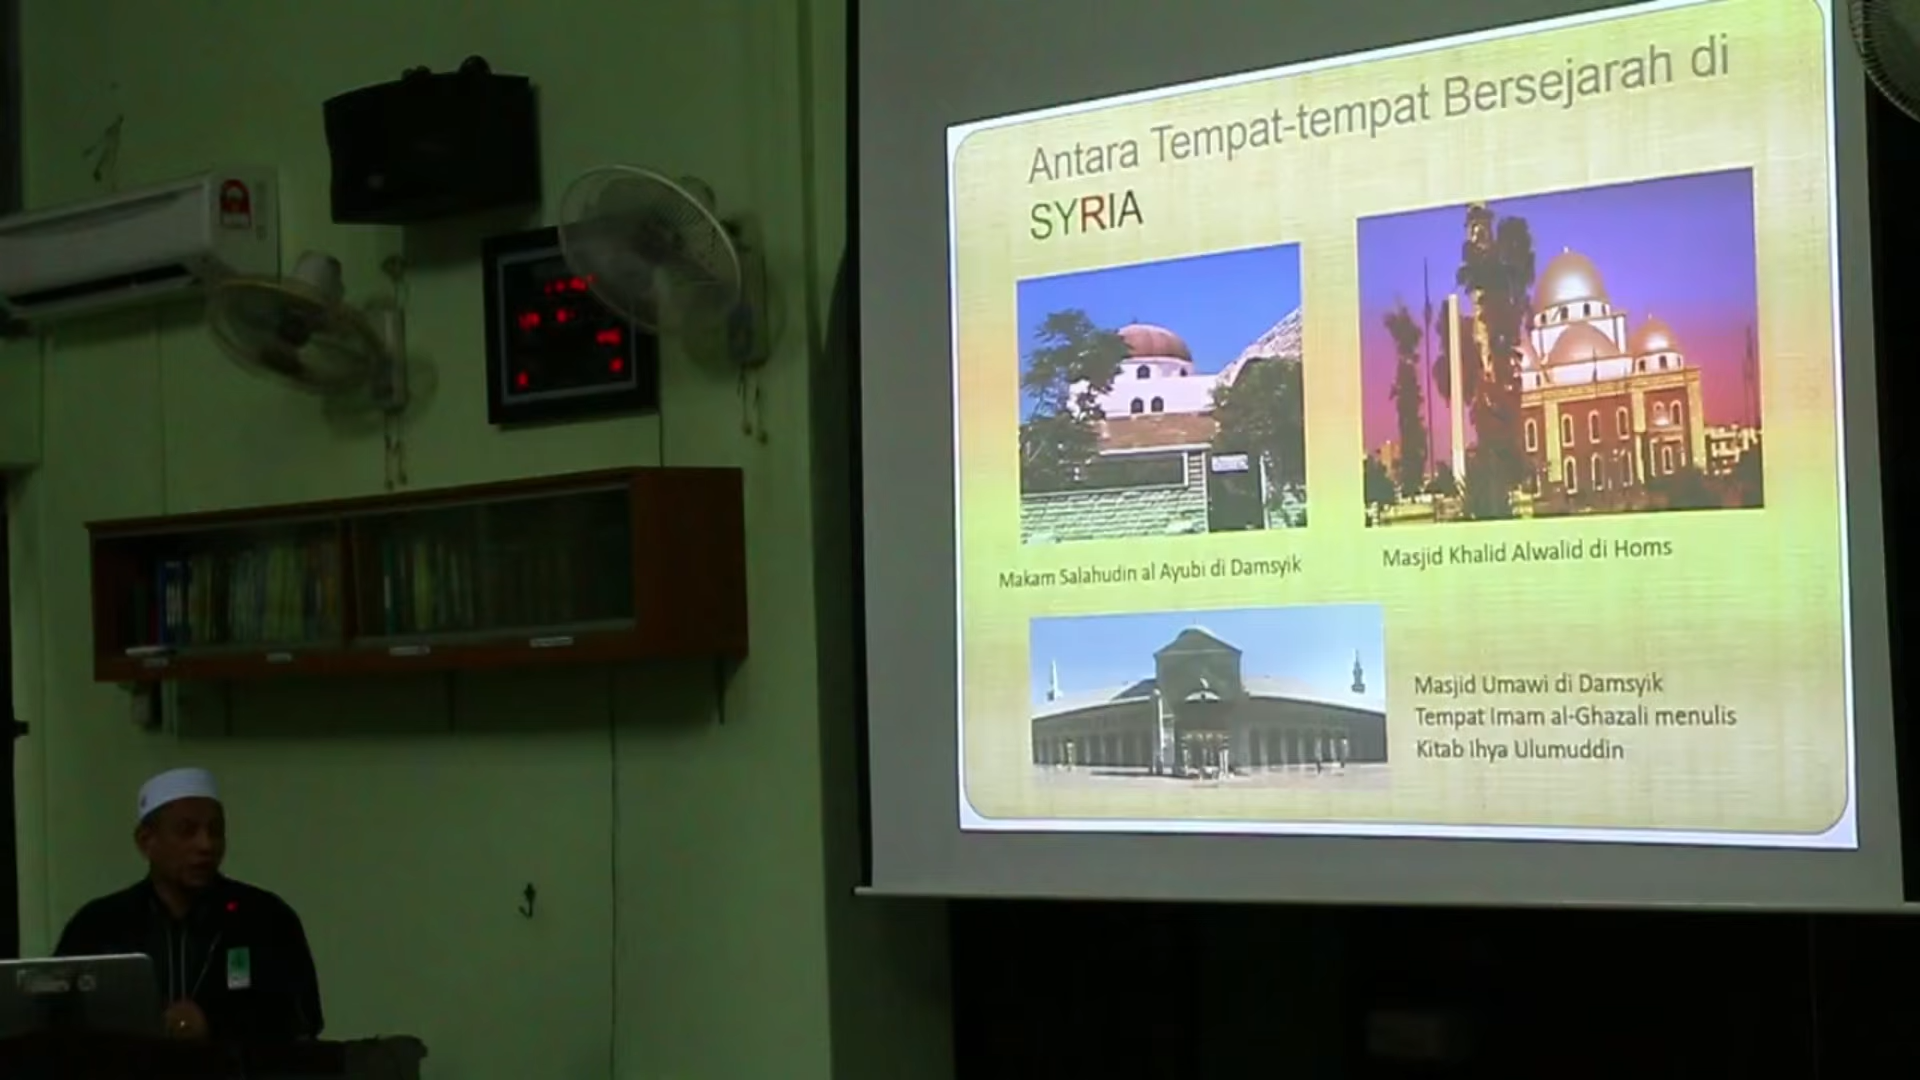 Antara Tempat-tempat Bersejarah di
SYRIA
Makam Salahudin al Ayubi di Damsyik
Masjid Khalid Alwalid di Homs
Masjid Umawi di Damsyik
Tempat Imam al-Ghazali menulis
Kitab Ihya Ulumuddin